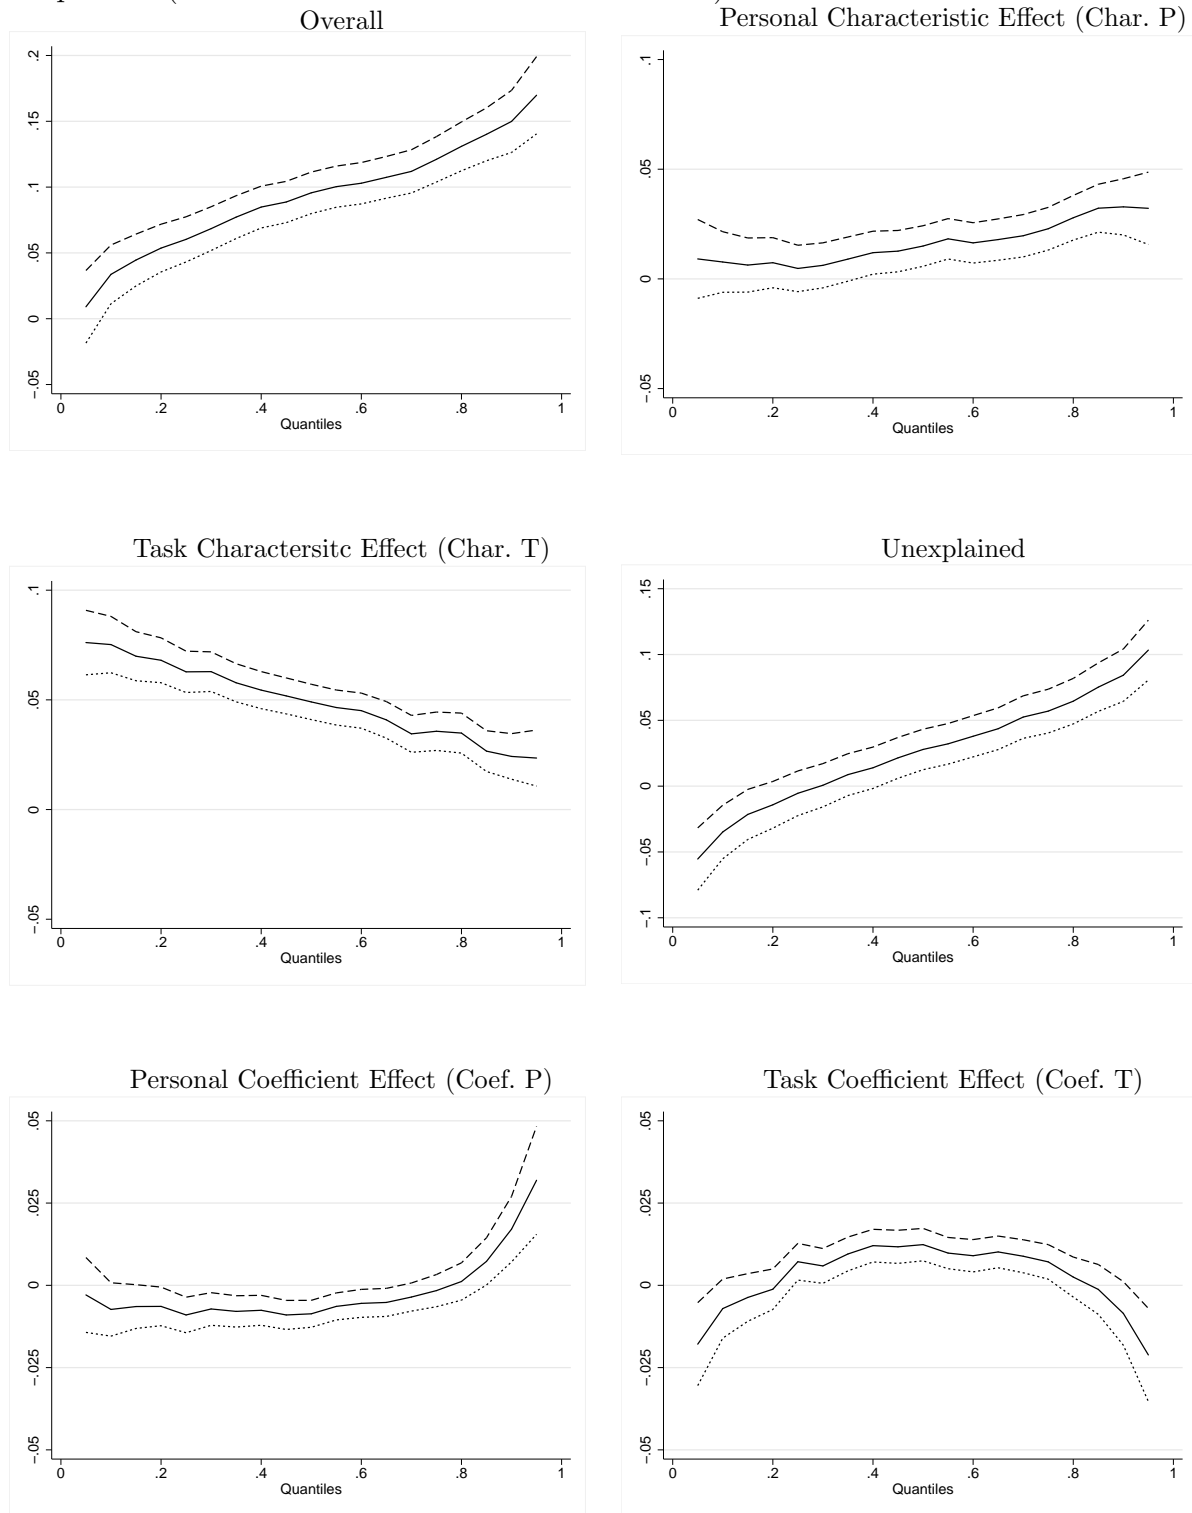 Overall
.2
.15
.1
.05
0
-.05
0 .2 .4 .6 .8 1
Quantiles
Personal Characteristic Effect (Char. P)
.1
.05
0
-.05
0 .2 .4 .6 .8 1
Quantiles
Task Charactersitc Effect (Char. T)
.1
.05
0
-.05
0 .2 .4 .6 .8 1
Quantiles
Unexplained
.15
.1
.05
0
-.05
-.1
0 .2 .4 .6 .8 1
Quantiles
Personal Coefficient Effect (Coef. P)
.05
.025
0
-.025
-.05
0 .2 .4 .6 .8 1
Quantiles
Task Coefficient Effect (Coef. T)
.05
.025
0
-.025
-.05
0 .2 .4 .6 .8 1
Quantiles